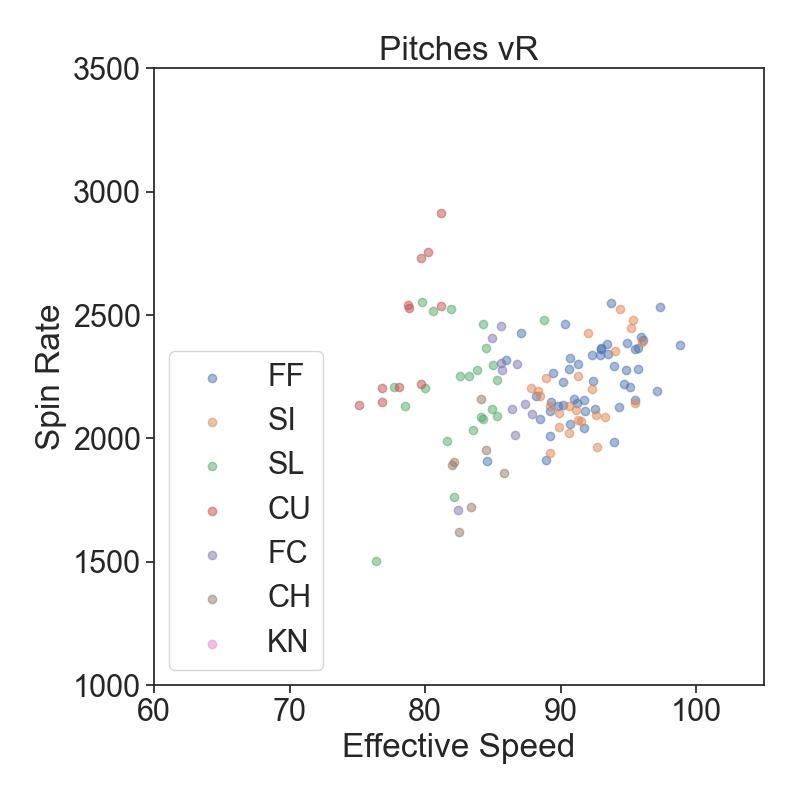 Pitches vR
3500
3000
2500
2000
1500
1000
Spin Rate
FF
SI
SL
CU
FC
CH
KN
60 70 80 90 100
Effective Speed